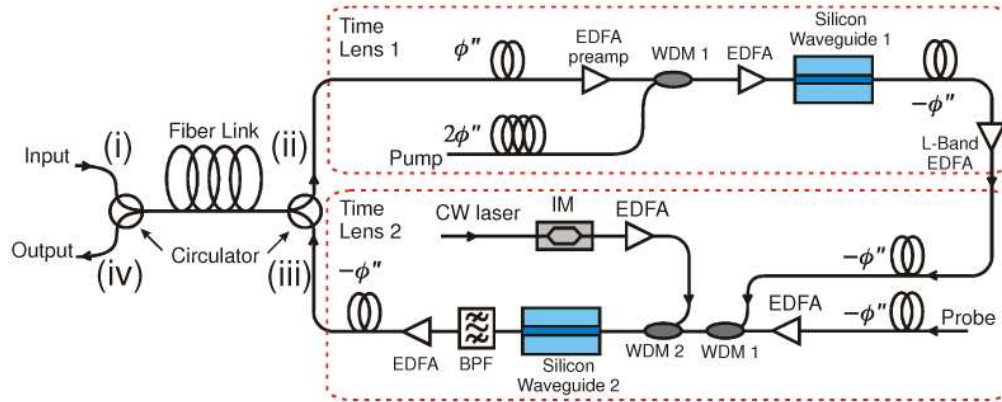 Time
Lens 1
ϕ″
EDFA
preamp
WDM 1
EDFA
Silicon
Waveguide 1
−ϕ″
L-Band
EDFA
2ϕ″
Pump
Fiber Link
(i)
(ii)
Input
Output
Circulator
(iii)
(iv)
Time
Lens 2
CW laser
IM
EDFA
−ϕ″
−ϕ″
EDFA
−ϕ″
Probe
WDM 1
WDM 2
Silicon
Waveguide 2
BPF
EDFA